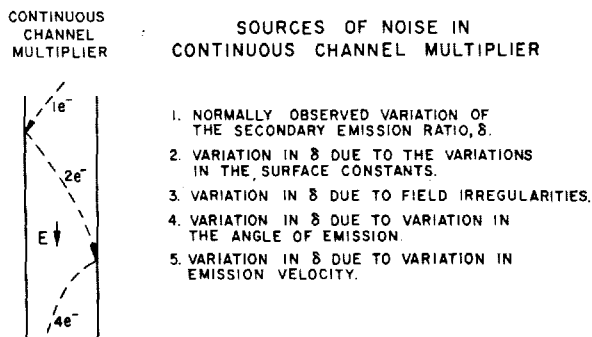 CONTINUOUS
CHANNEL
MULTIPLIER
SOURCES OF NOISE IN
CONTINUOUS CHANNEL MULTIPLIER
1e⁻
2e⁻
E
4e⁻
1. NORMALLY OBSERVED VARIATION OF
THE SECONDARY EMISSION RATIO, δ.
2. VARIATION IN δ DUE TO THE VARIATIONS
IN THE SURFACE CONSTANTS.
3. VARIATION IN δ DUE TO FIELD IRREGULARITIES.
4. VARIATION IN δ DUE TO VARIATION IN
THE ANGLE OF EMISSION.
5. VARIATION IN δ DUE TO VARIATION IN
EMISSION VELOCITY.